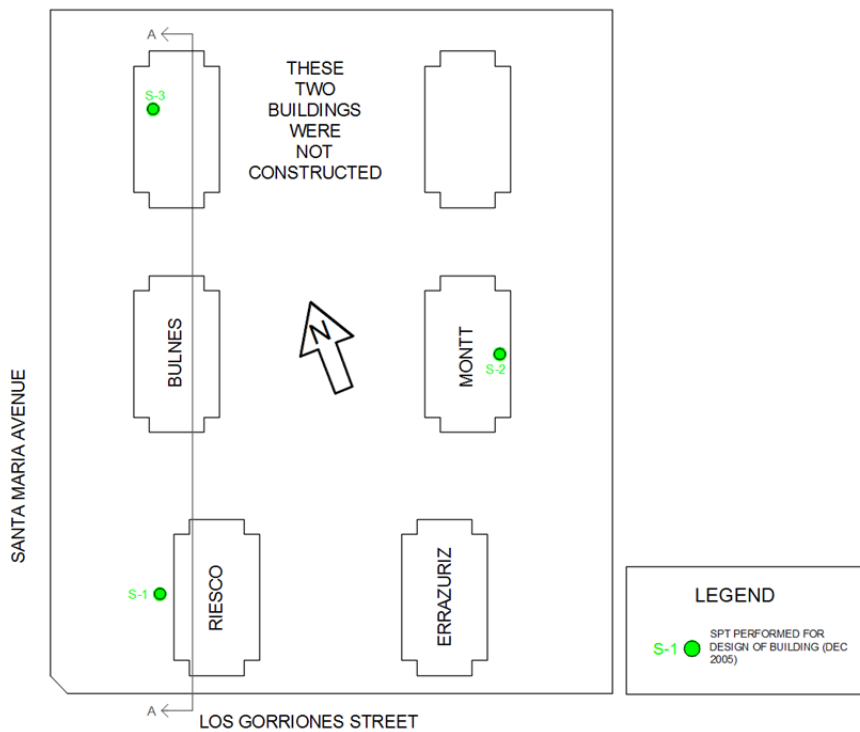 A
S-3
THESE
TWO
BUILDINGS
WERE
NOT
CONSTRUCTED
BULNES
N
MONTT
S-2
SANTA MARIA AVENUE
S-1
RIESCO
ERRAZURIZ
A
LOS GORRIONES STREET
LEGEND
S-1
SPT PERFORMED FOR
DESIGN OF BUILDING (DEC
2005)